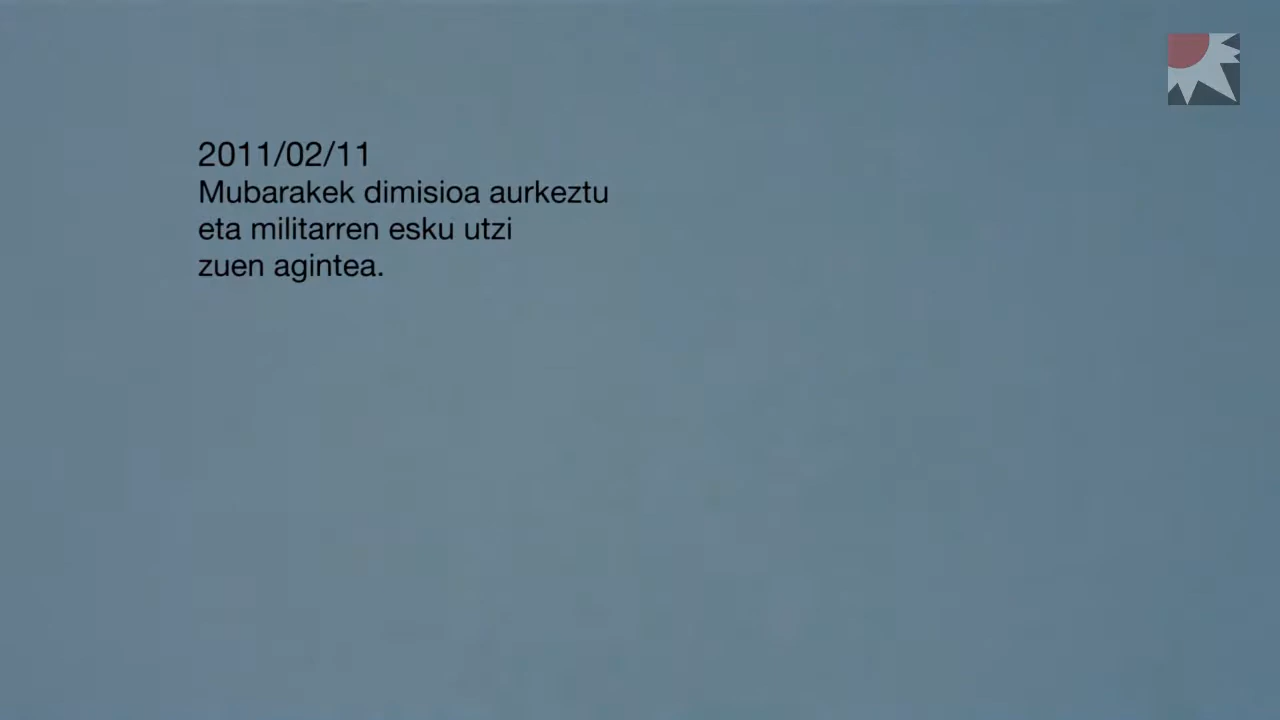 2011/02/11
Mubarakek dimisioa aurkeztu
eta militarren esku utzi
zuen agintea.